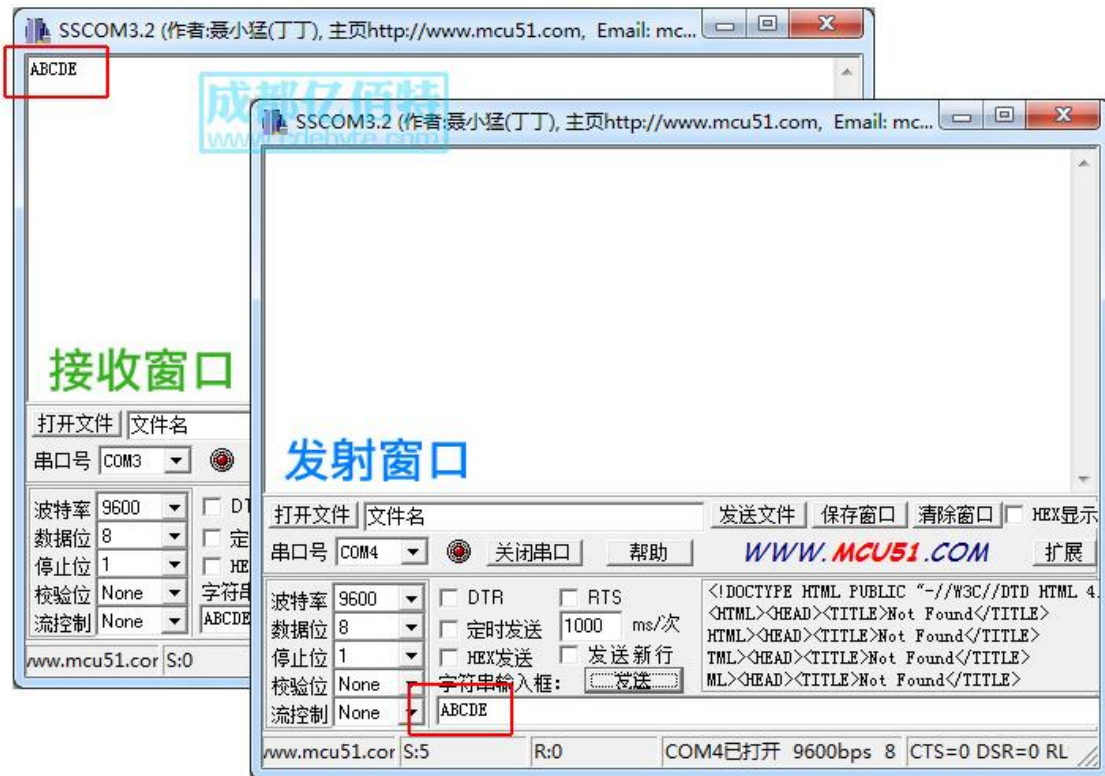 SSCOM3.2 (作者:聂小猛(丁丁), 主页http://www.mcu51.com, Email: mc...
ABCDE
成都亿佰特
www.cdebyte.com
接收窗口
打开文件 文件名
串口号 COM3
波特率 9600 DT
数据位 8 定
停止位 1 HE
校验位 None 字符串
流控制 None ABCDE
www.mcu51.cor S:0
SSCOM3.2 (作者:聂小猛(丁丁), 主页http://www.mcu51.com, Email: mc...
发射窗口
打开文件 文件名 发送文件 保存窗口 清除窗口 HEX显示
串口号 COM4 关闭串口 帮助 WWW.MCU51.COM 扩展
波特率 9600 DTR RTS
数据位 8 定时发送 1000 ms/次
停止位 1 HEX发送 发送新行
校验位 None 字符串输入框: 发送
流控制 None ABCDE
<!DOCTYPE HTML PUBLIC "-//W3C//DTD HTML 4.
<HTML><HEAD><TITLE>Not Found</TITLE>
HTML><HEAD><TITLE>Not Found</TITLE>
TML><HEAD><TITLE>Not Found</TITLE>
ML><HEAD><TITLE>Not Found</TITLE>
www.mcu51.cor S:5 R:0 COM4已打开 9600bps 8 CTS=0 DSR=0 RL